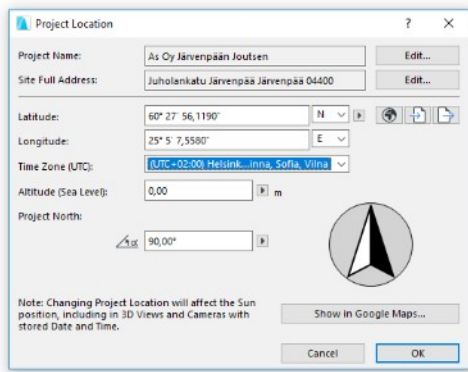 Project Location
? ×
Project Name: As Oy Järvenpään Joutsen Edit...
Site Full Address: Juholankatu Järvenpää Järvenpää 04400 Edit...
Latitude: 60° 27' 56,1190" N
Longitude: 25° 5' 7,5580" E
Time Zone (UTC): (UTC+02:00) Helsink...inna, Sofia, Vilna
Altitude (Sea Level): 0,00 m
Project North:
α 90,00°
Note: Changing Project Location will affect the Sun
position, including in 3D Views and Cameras with
stored Date and Time.
Show in Google Maps...
Cancel OK